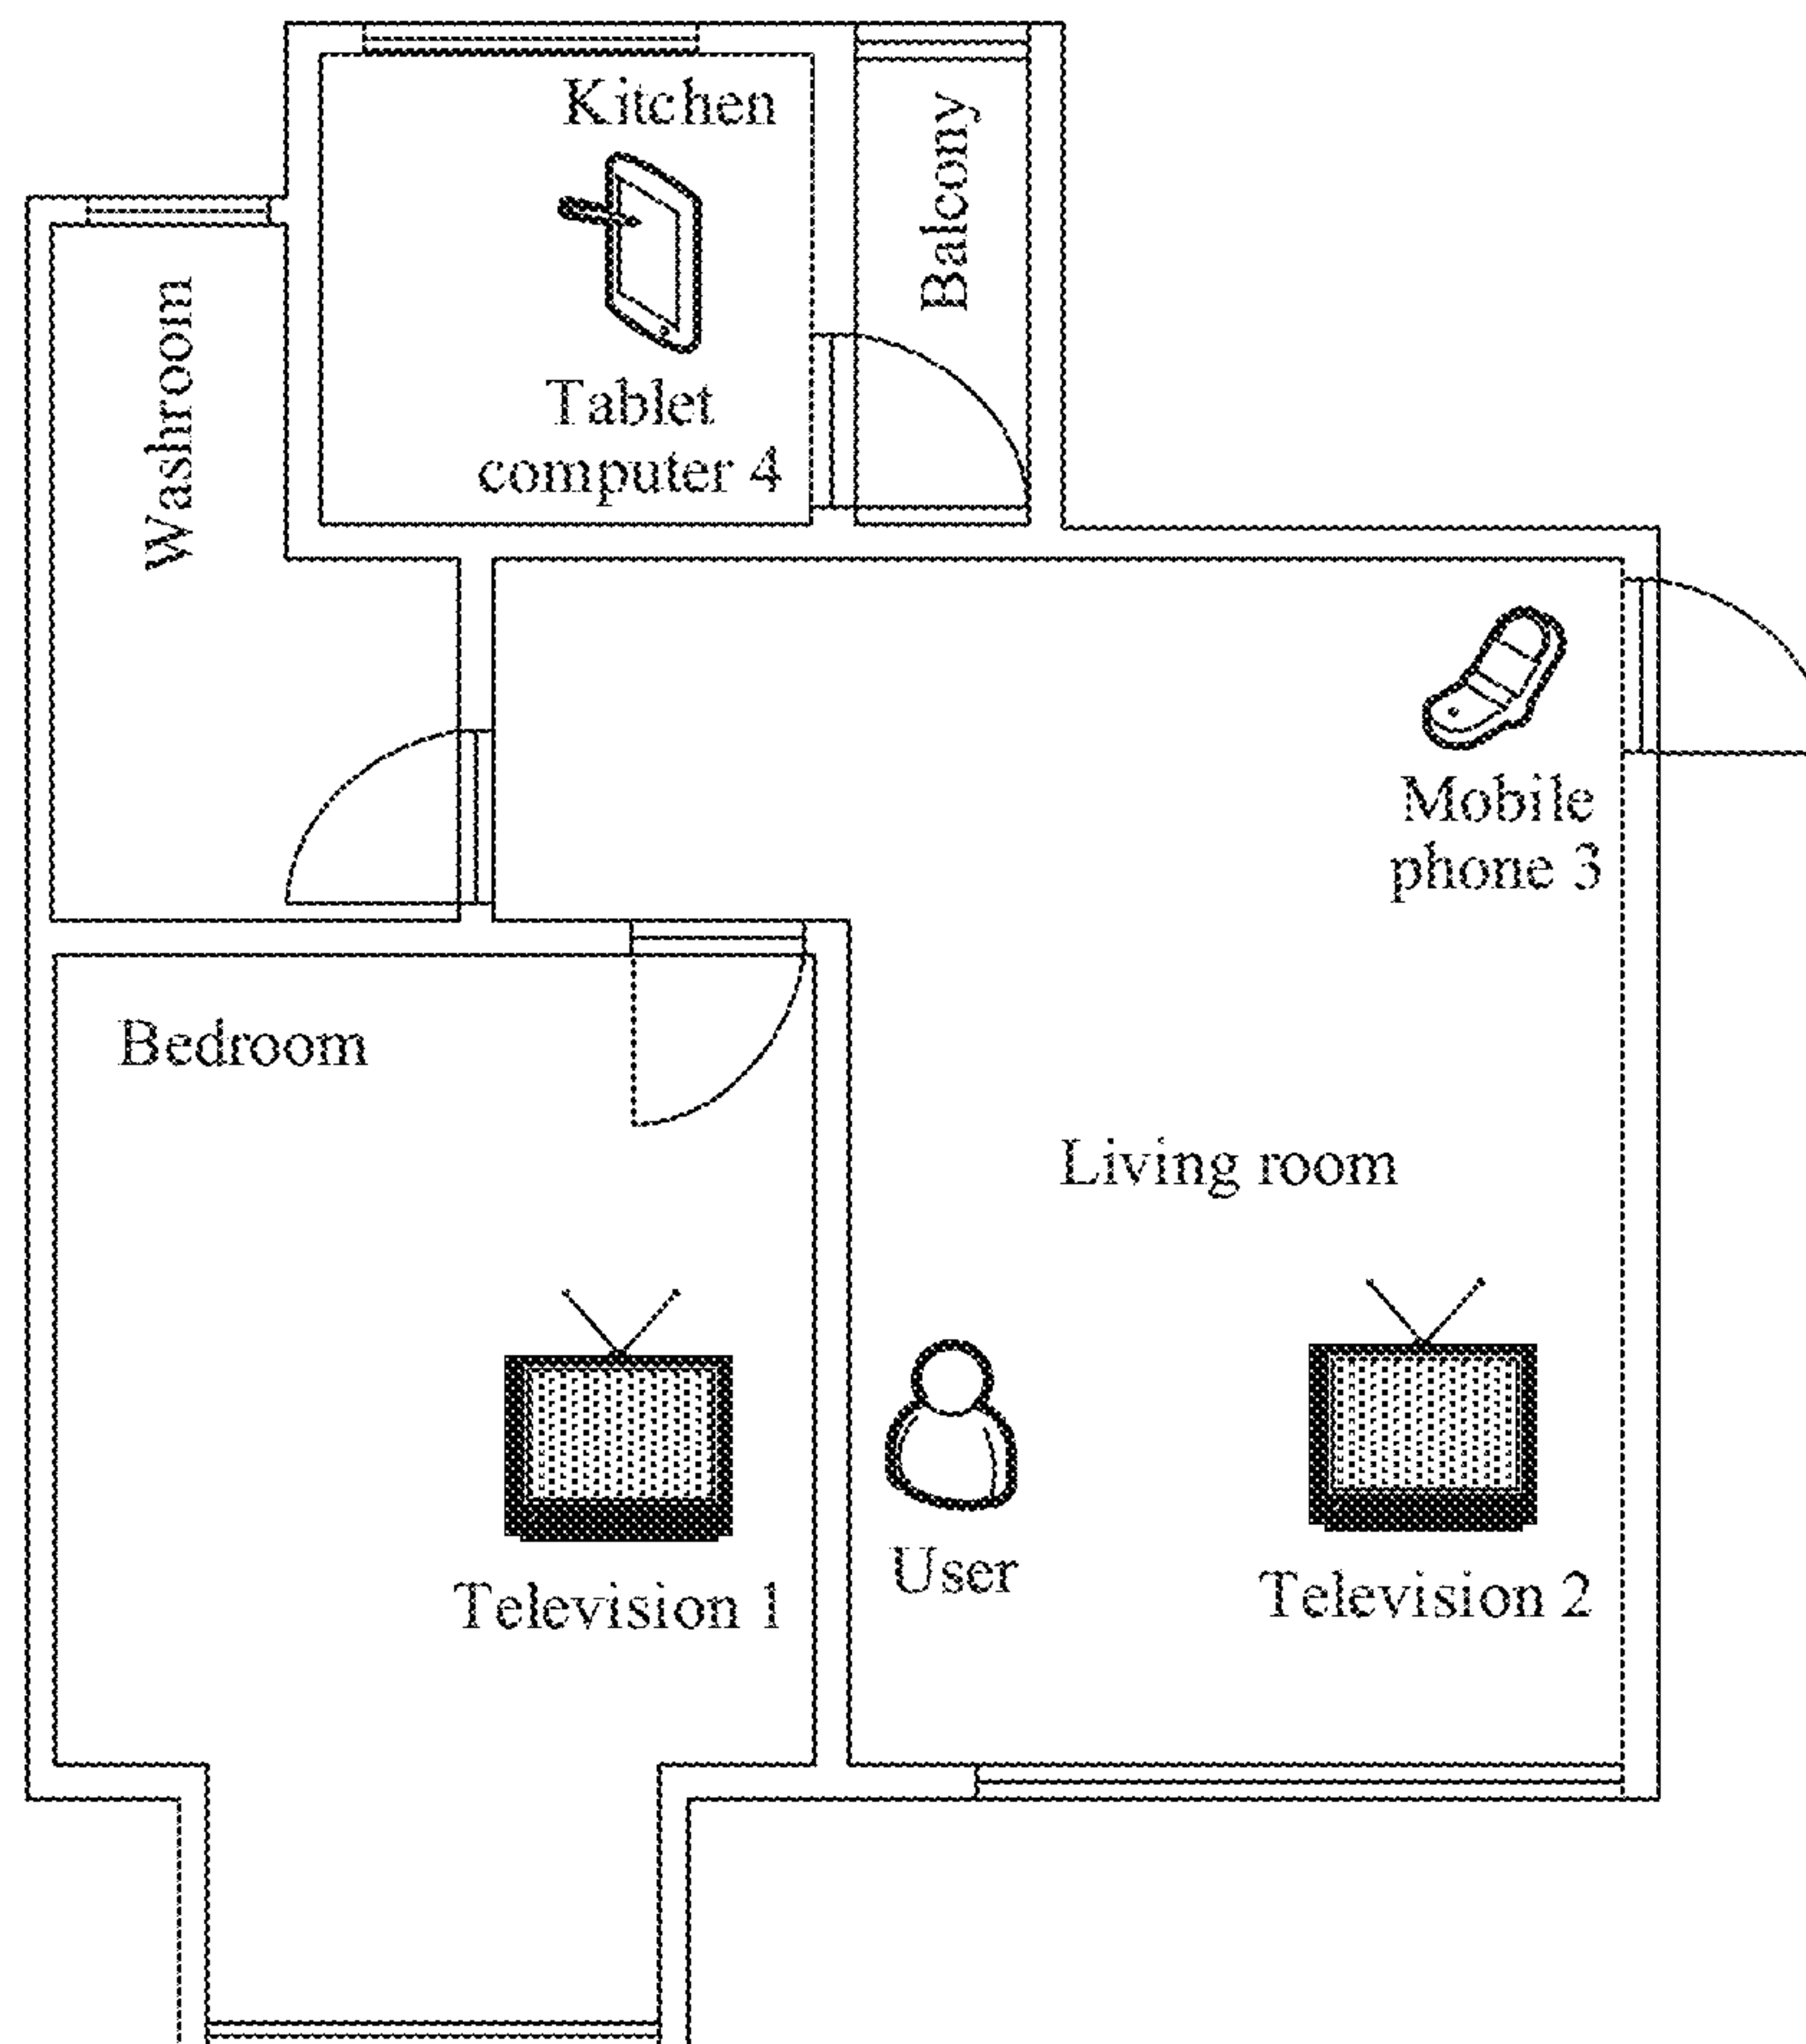 Kitchen
Balcony
Washroom
Tablet
computer 4
Mobile
phone 3
Bedroom
Living room
User
Television 1
Television 2